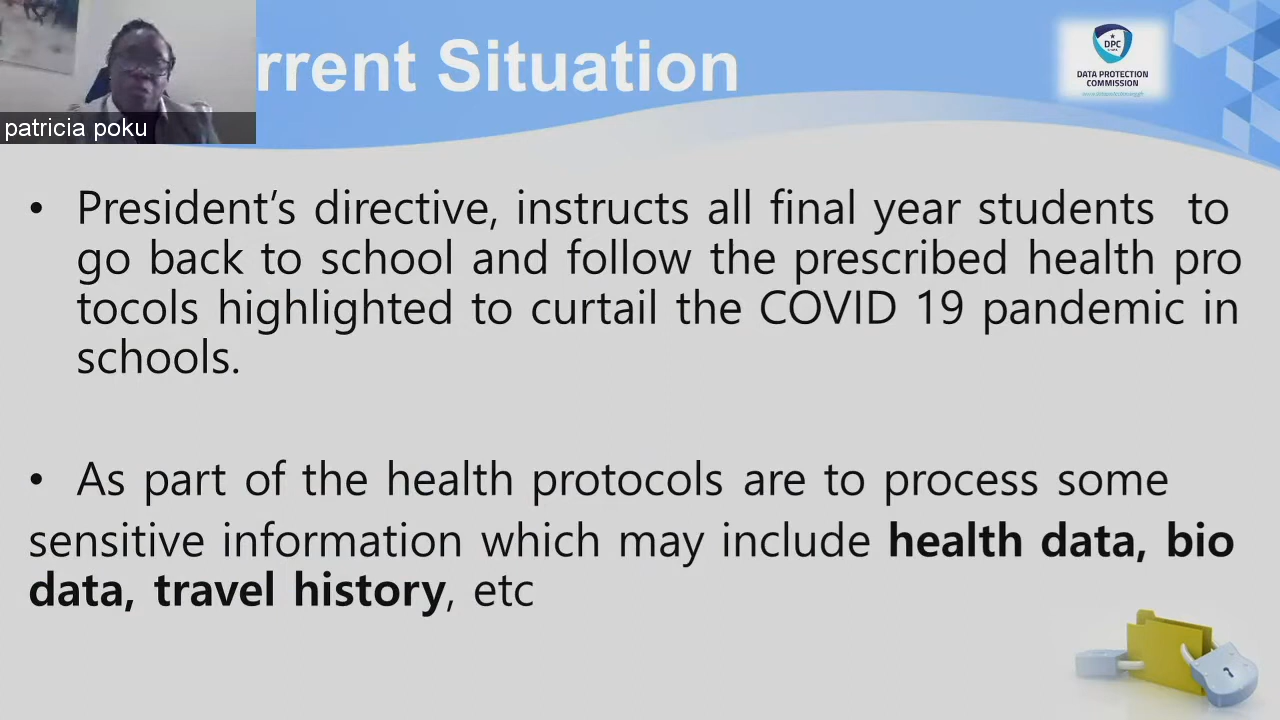 rrent Situation
DPC
DATA PROTECTION
COMMISSION
patricia poku
• President’s directive, instructs all final year students to
go back to school and follow the prescribed health pro
tocols highlighted to curtail the COVID 19 pandemic in
schools.
• As part of the health protocols are to process some
sensitive information which may include health data, bio
data, travel history, etc